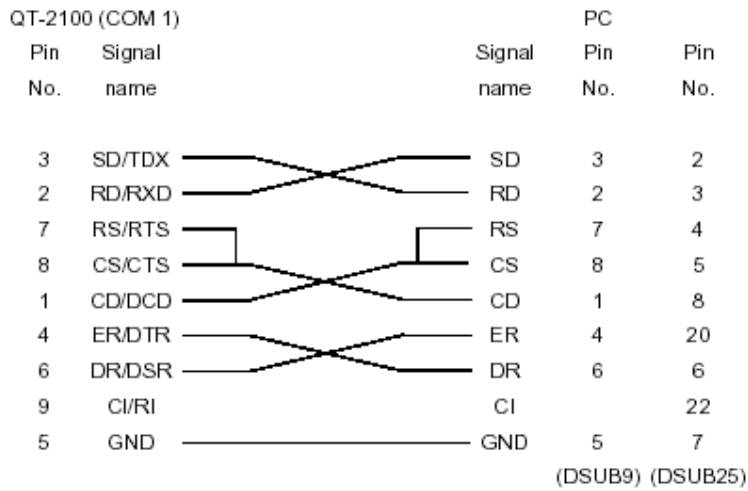 QT-2100 (COM 1) PC
Pin Signal Signal Pin Pin
No. name name No. No.
3 SD/TDX SD 3 2
2 RD/RXD RD 2 3
7 RS/RTS RS 7 4
8 CS/CTS CS 8 5
1 CD/DCD CD 1 8
4 ER/DTR ER 4 20
6 DR/DSR DR 6 6
9 CI/RI CI 22
5 GND GND 5 7
(DSUB9) (DSUB25)